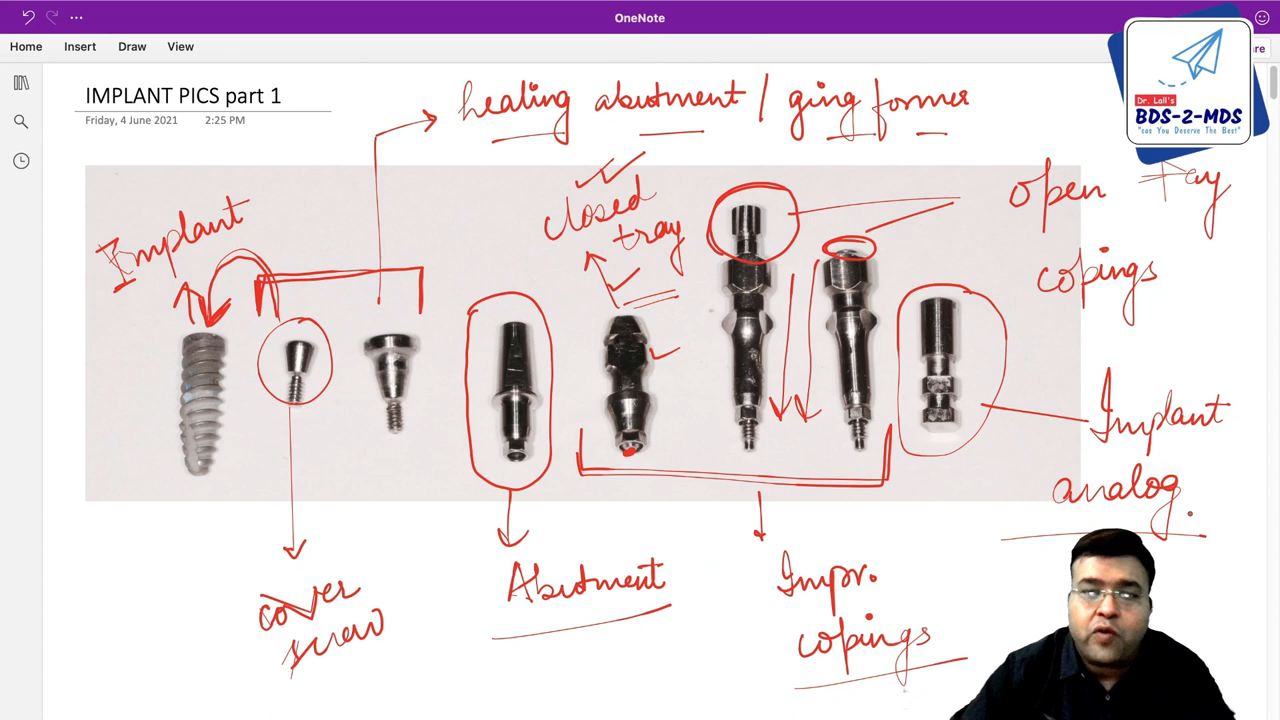 OneNote
Home Insert Draw View
Dr. Lall's
BDS-2-MDS
"cos You Deserve The Best"
IMPLANT PICS part 1
Friday, 4 June 2021 2:25 PM
healing abutment / ging former
Implant
closed
tray
open Tray
copings
Implant
analog
cover
screw
Abutment
Impr.
copings